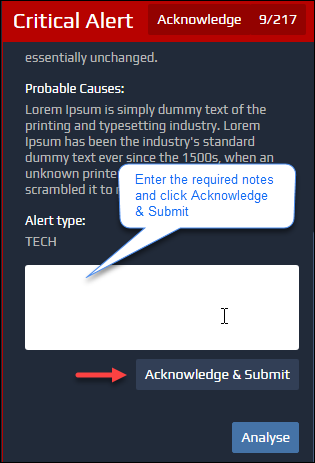 Critical Alert Acknowledge 9/217
essentially unchanged.
Probable Causes:
Lorem Ipsum is simply dummy text of the
printing and typesetting industry. Lorem
Ipsum has been the industry's standard
dummy text ever since the 1500s, when an
unknown printe
scrambled it to
Enter the required notes
and click Acknowledge
& Submit
Alert type:
TECH
Acknowledge & Submit
Analyse